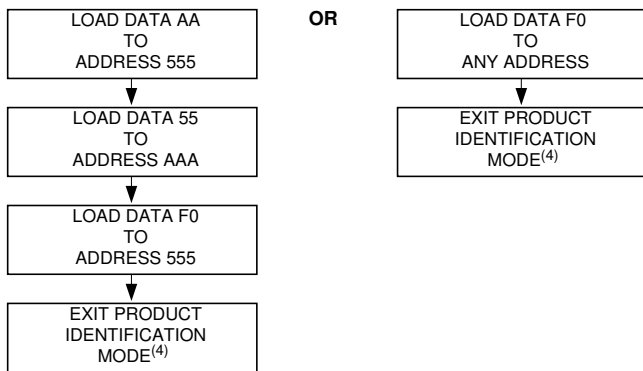 LOAD DATA AA
TO
ADDRESS 555
LOAD DATA 55
TO
ADDRESS AAA
LOAD DATA F0
TO
ADDRESS 555
EXIT PRODUCT
IDENTIFICATION
MODE(4)
OR
LOAD DATA F0
TO
ANY ADDRESS
EXIT PRODUCT
IDENTIFICATION
MODE(4)